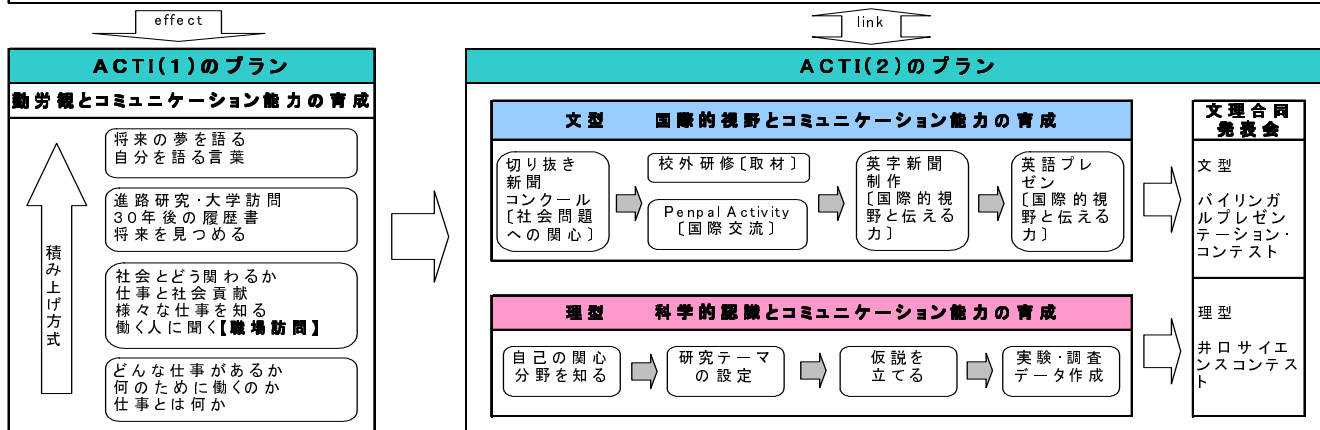 effect
link
ACTI(1)のプラン
勤労観とコミュニケーション能力の育成
積み上げ方式
将来の夢を語る
自分を語る言葉
進路研究・大学訪問
30年後の履歴書
将来を見つめる
社会とどう関わるか
仕事と社会貢献
様々な仕事を知る
働く人に聞く【職場訪問】
どんな仕事があるか
何のために働くのか
仕事とは何か
ACTI(2)のプラン
文型 国際的視野とコミュニケーション能力の育成
切り抜き
新聞
コンクール
[社会問題
への関心]
校外研修[取材]
Penpal Activity
[国際交流]
英字新聞
制作
[国際的視
野と伝える
力]
英語プレ
ゼン
[国際的視
野と伝える
力]
理型 科学的認識とコミュニケーション能力の育成
自己の関心
分野を知る
研究テーマ
の設定
仮説を
立てる
実験・調査
データ作成
文理合同
発表会
文型
バイリンガ
ルプレゼン
テーション・
コンテスト
理型
井口サイエ
ンスコンテス
ト